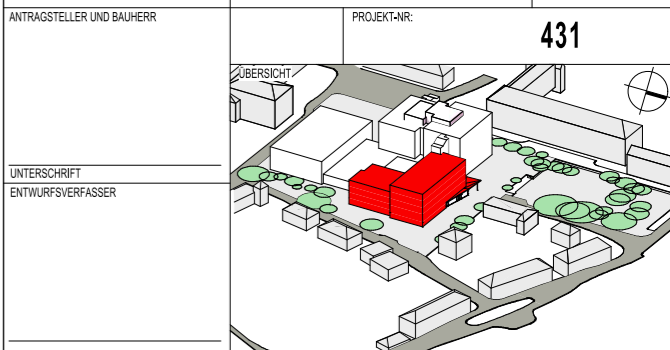 ANTRAGSTELLER UND BAUHERR
PROJEKT-NR:
431
ÜBERSICHT
UNTERSCHRIFT
ENTWURFSVERFASSER